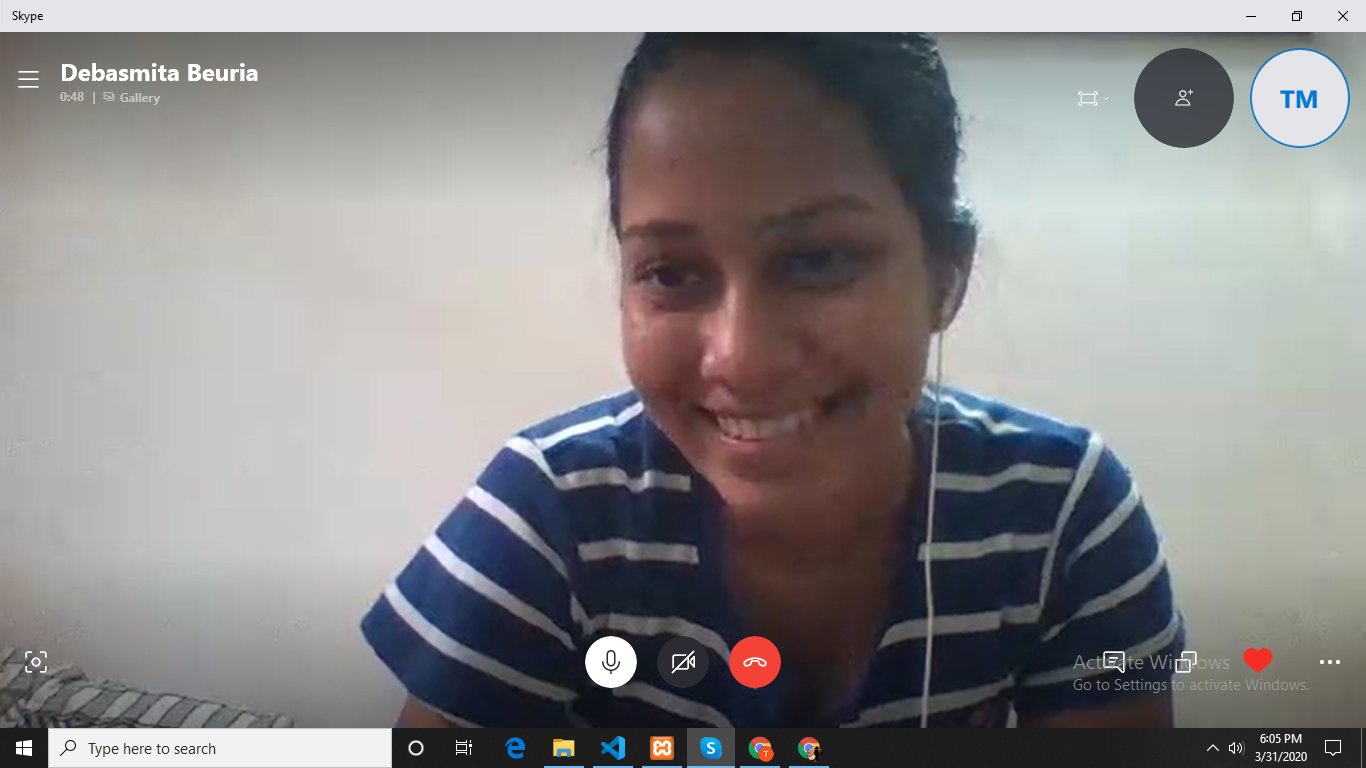 Skype
Debasmita Beuria
0:48 | Gallery
TM
Activate Windows
Go to Settings to activate Windows.
Type here to search
T
6:05 PM
3/31/2020